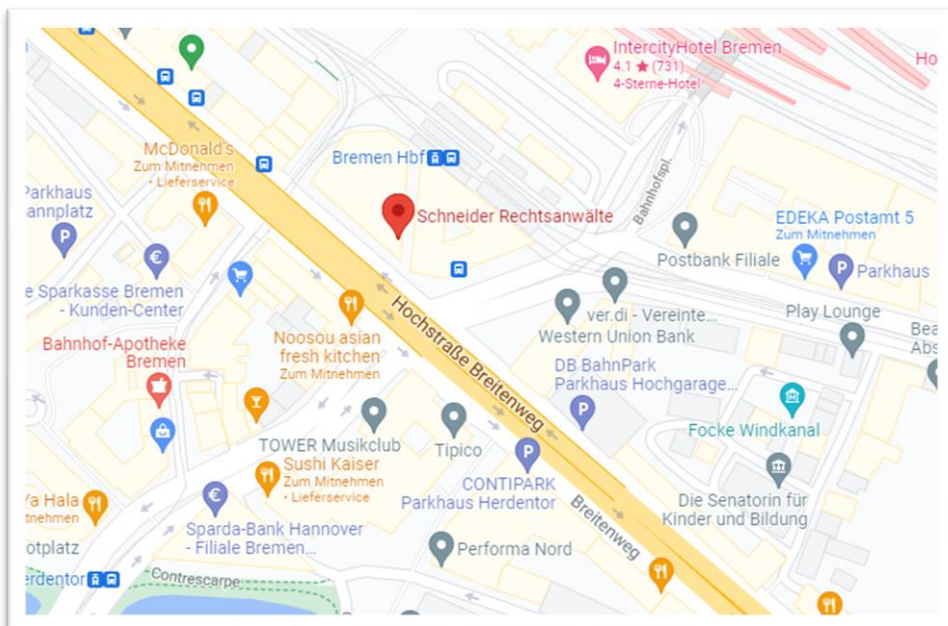 IntercityHotel Bremen
4.1 ★ (731)
4-Sterne-Hotel
Ho
McDonald's
Zum Mitnehmen
· Lieferservice
Bremen Hbf
Bahnhofspl.
Parkhaus
annplatz
P
Schneider Rechtsanwälte
EDEKA Postamt 5
Zum Mitnehmen
Postbank Filiale
P Parkhaus
e Sparkasse Bremen
- Kunden-Center
€
Hochstraße Breitenweg
ver.di - Vereinte...
Western Union Bank
Play Lounge
Bea
Abs
Noosou asian
fresh kitchen
Zum Mitnehmen
Bahnhof-Apotheke
Bremen
DB BahnPark
Parkhaus Hochgarage...
P
Focke Windkanal
TOWER Musikclub
Tipico
Sushi Kaiser
Zum Mitnehmen
· Lieferservice
P
CONTIPARK
Parkhaus Herdentor
Die Senatorin für
Kinder und Bildung
Ya Hala
tnehmen
€
Sparda-Bank Hannover
- Filiale Bremen...
Breitenweg
Performa Nord
otplatz
erdentor
Contrescarpe